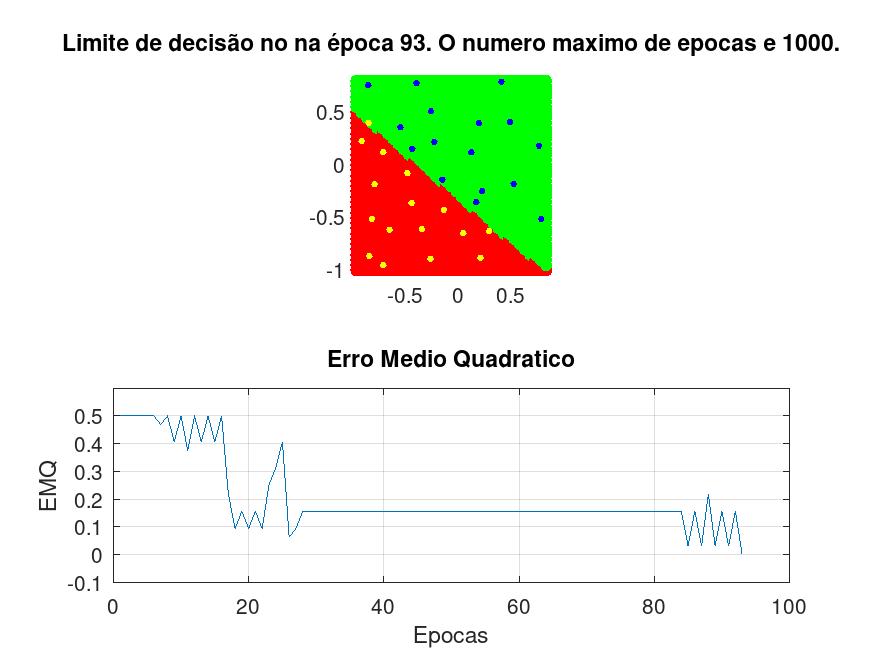 Limite de decisão no na época 93. O numero maximo de epocas e 1000.
0.5
0
-0.5
-1
-0.5 0 0.5
Erro Medio Quadratico
0.5
0.4
0.3
0.2
0.1
0
-0.1
EMQ
0 20 40 60 80 100
Epocas